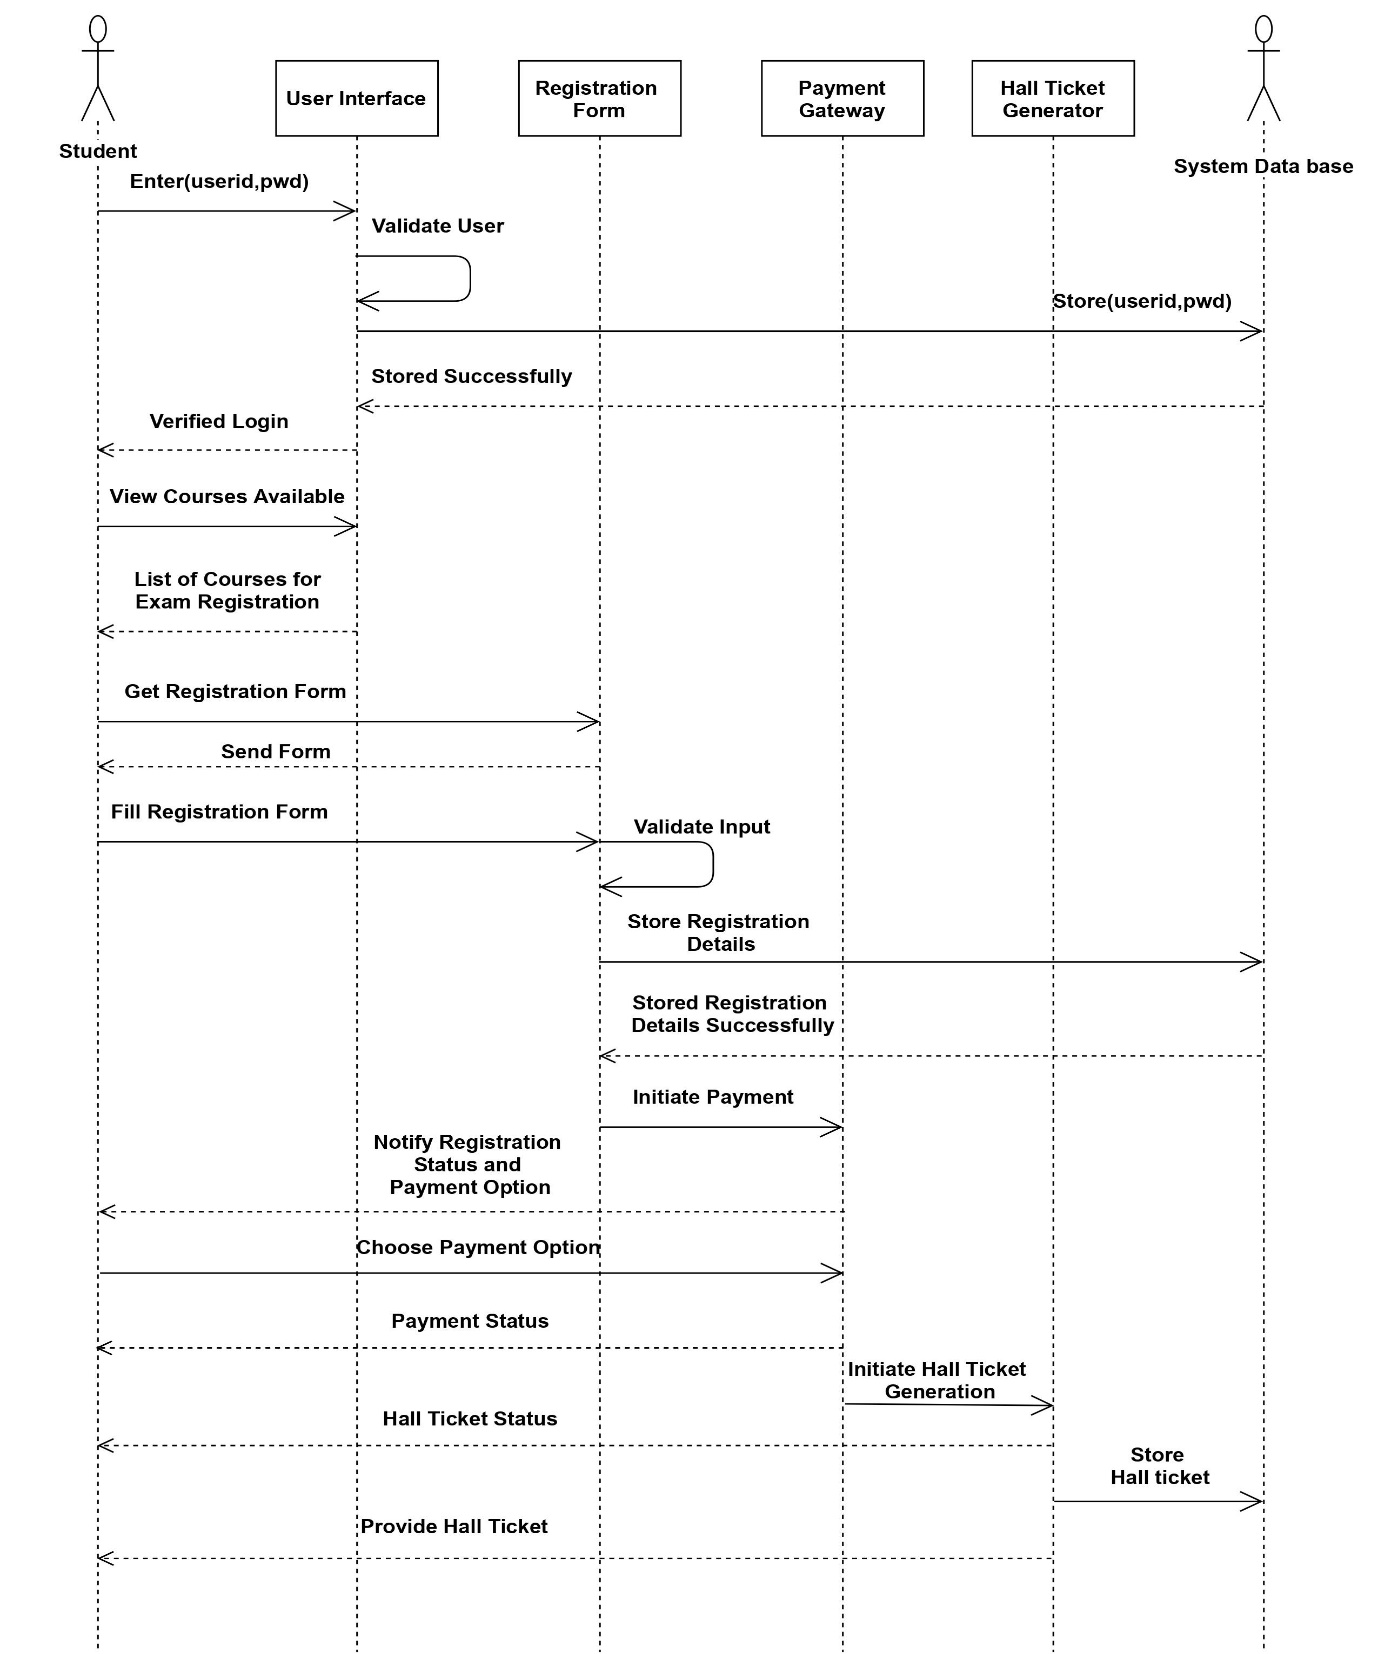 Student
User Interface
Registration
Form
Payment
Gateway
Hall Ticket
Generator
System Data base
Enter(userid,pwd)
Validate User
Store(userid,pwd)
Stored Successfully
Verified Login
View Courses Available
List of Courses for
Exam Registration
Get Registration Form
Send Form
Fill Registration Form
Validate Input
Store Registration
Details
Stored Registration
Details Successfully
Initiate Payment
Notify Registration
Status and
Payment Option
Choose Payment Option
Payment Status
Initiate Hall Ticket
Generation
Hall Ticket Status
Store
Hall ticket
Provide Hall Ticket